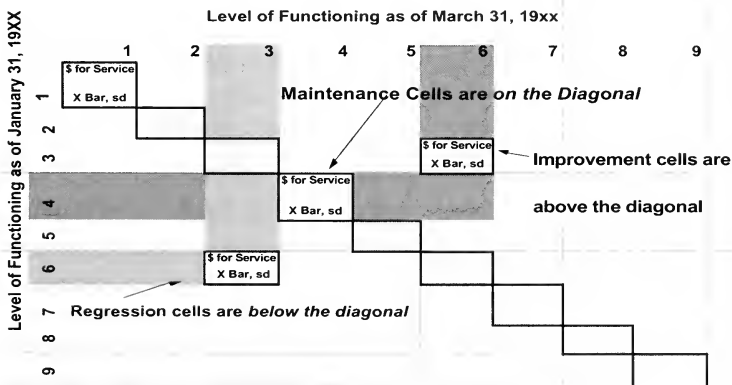 Level of Functioning as of March 31, 19xx
Level of Functioning as of January 31, 19XX
1 2 3 4 5 6 7 8 9
$ for Service
X Bar, sd
1
Maintenance Cells are on the Diagonal
2
$ for Service
X Bar, sd
3
Improvement cells are
above the diagonal
$ for Service
X Bar, sd
4
5
$ for Service
X Bar, sd
6
Regression cells are below the diagonal
7
8
9